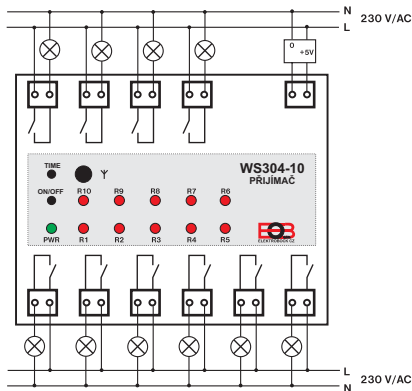 N
L
230 V/AC
0
+5V
TIME
WS304-10
PŘIJÍMAČ
ON/OFF
R10 R9 R8 R7 R6
PWR R1 R2 R3 R4 R5
EOB
ELEKTROBOCK CZ
L
N
230 V/AC